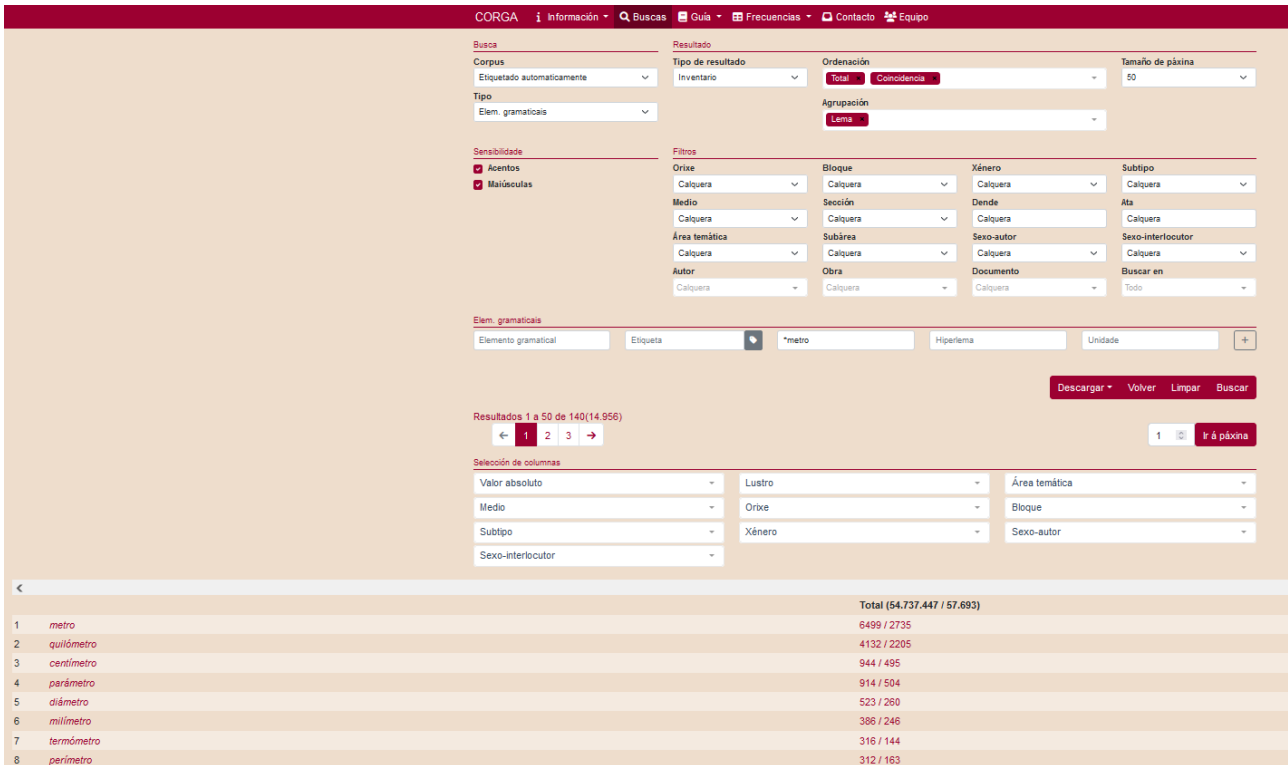 CORGA Información Buscas Guía Frecuencias Contacto Equipo
Busca Resultado
Corpus Tipo de resultado Ordenación Tamaño de páxina
Etiquetado automaticamente Inventario Total × Coincidencia × 50
Tipo Agrupación
Elem. gramaticais Lema ×
Sensibilidade Filtros
Acentos Orixe Bloque Xénero Subtipo
Maiúsculas Calquera Calquera Calquera Calquera
Medio Sección Dende Ata
Calquera Calquera Calquera Calquera
Área temática Subárea Sexo-autor Sexo-interlocutor
Calquera Calquera Calquera Calquera
Autor Obra Documento Buscar en
Calquera Calquera Calquera Todo
Elem. gramaticais
Elemento gramatical Etiqueta *metro Hiperlema Unidade +
Descargar Volver Limpar Buscar
Resultados 1 a 50 de 140(14.956)
← 1 2 3 → 1 Ir á páxina
Selección de columnas
Valor absoluto Lustro Área temática
Medio Orixe Bloque
Subtipo Xénero Sexo-autor
Sexo-interlocutor
Total (54.737.447 / 57.693)
1 metro 6499 / 2735
2 quilómetro 4132 / 2205
3 centímetro 944 / 495
4 parámetro 914 / 504
5 diámetro 523 / 260
6 milímetro 386 / 246
7 termómetro 316 / 144
8 perímetro 312 / 163